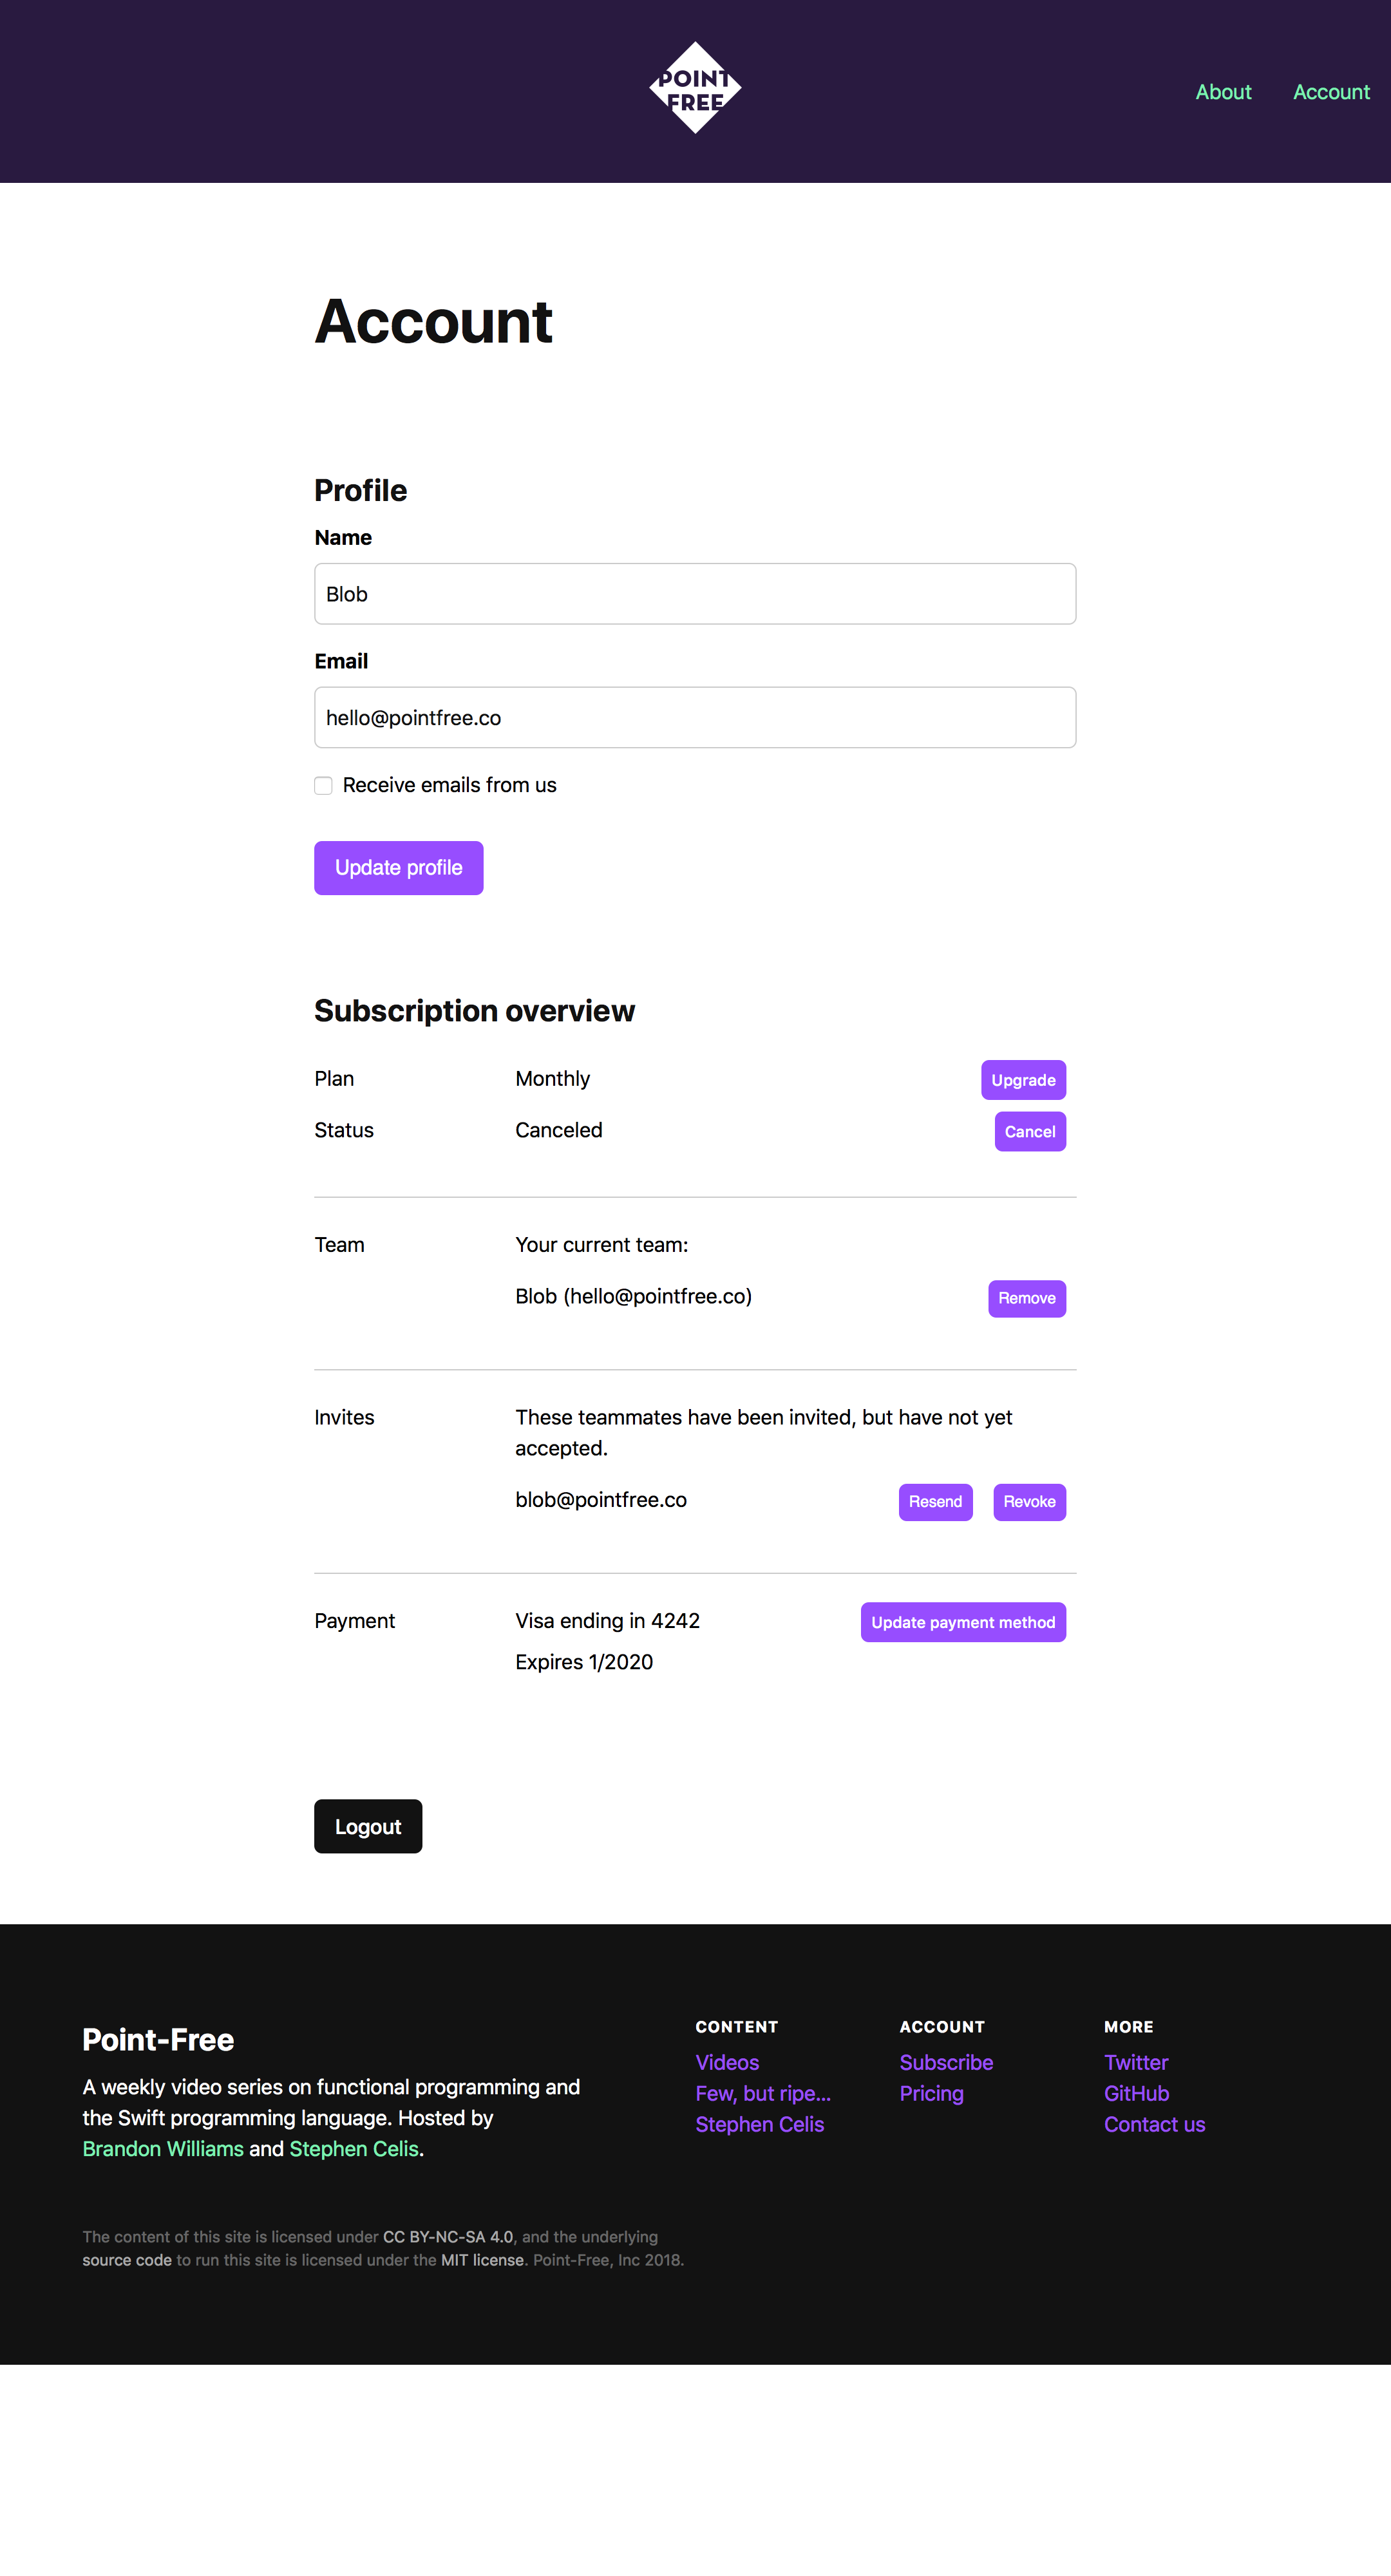 POINT
FREE
About Account
Account
Profile
Name
Blob
Email
hello@pointfree.co
Receive emails from us
Update profile
Subscription overview
Plan Monthly Upgrade
Status Canceled Cancel
Team Your current team:
Blob (hello@pointfree.co) Remove
Invites These teammates have been invited, but have not yet
accepted.
blob@pointfree.co Resend Revoke
Payment Visa ending in 4242 Update payment method
Expires 1/2020
Logout
Point-Free
A weekly video series on functional programming and
the Swift programming language. Hosted by
Brandon Williams and Stephen Celis.
CONTENT
Videos
Few, but ripe...
Stephen Celis
ACCOUNT
Subscribe
Pricing
MORE
Twitter
GitHub
Contact us
The content of this site is licensed under CC BY-NC-SA 4.0, and the underlying
source code to run this site is licensed under the MIT license. Point-Free, Inc 2018.